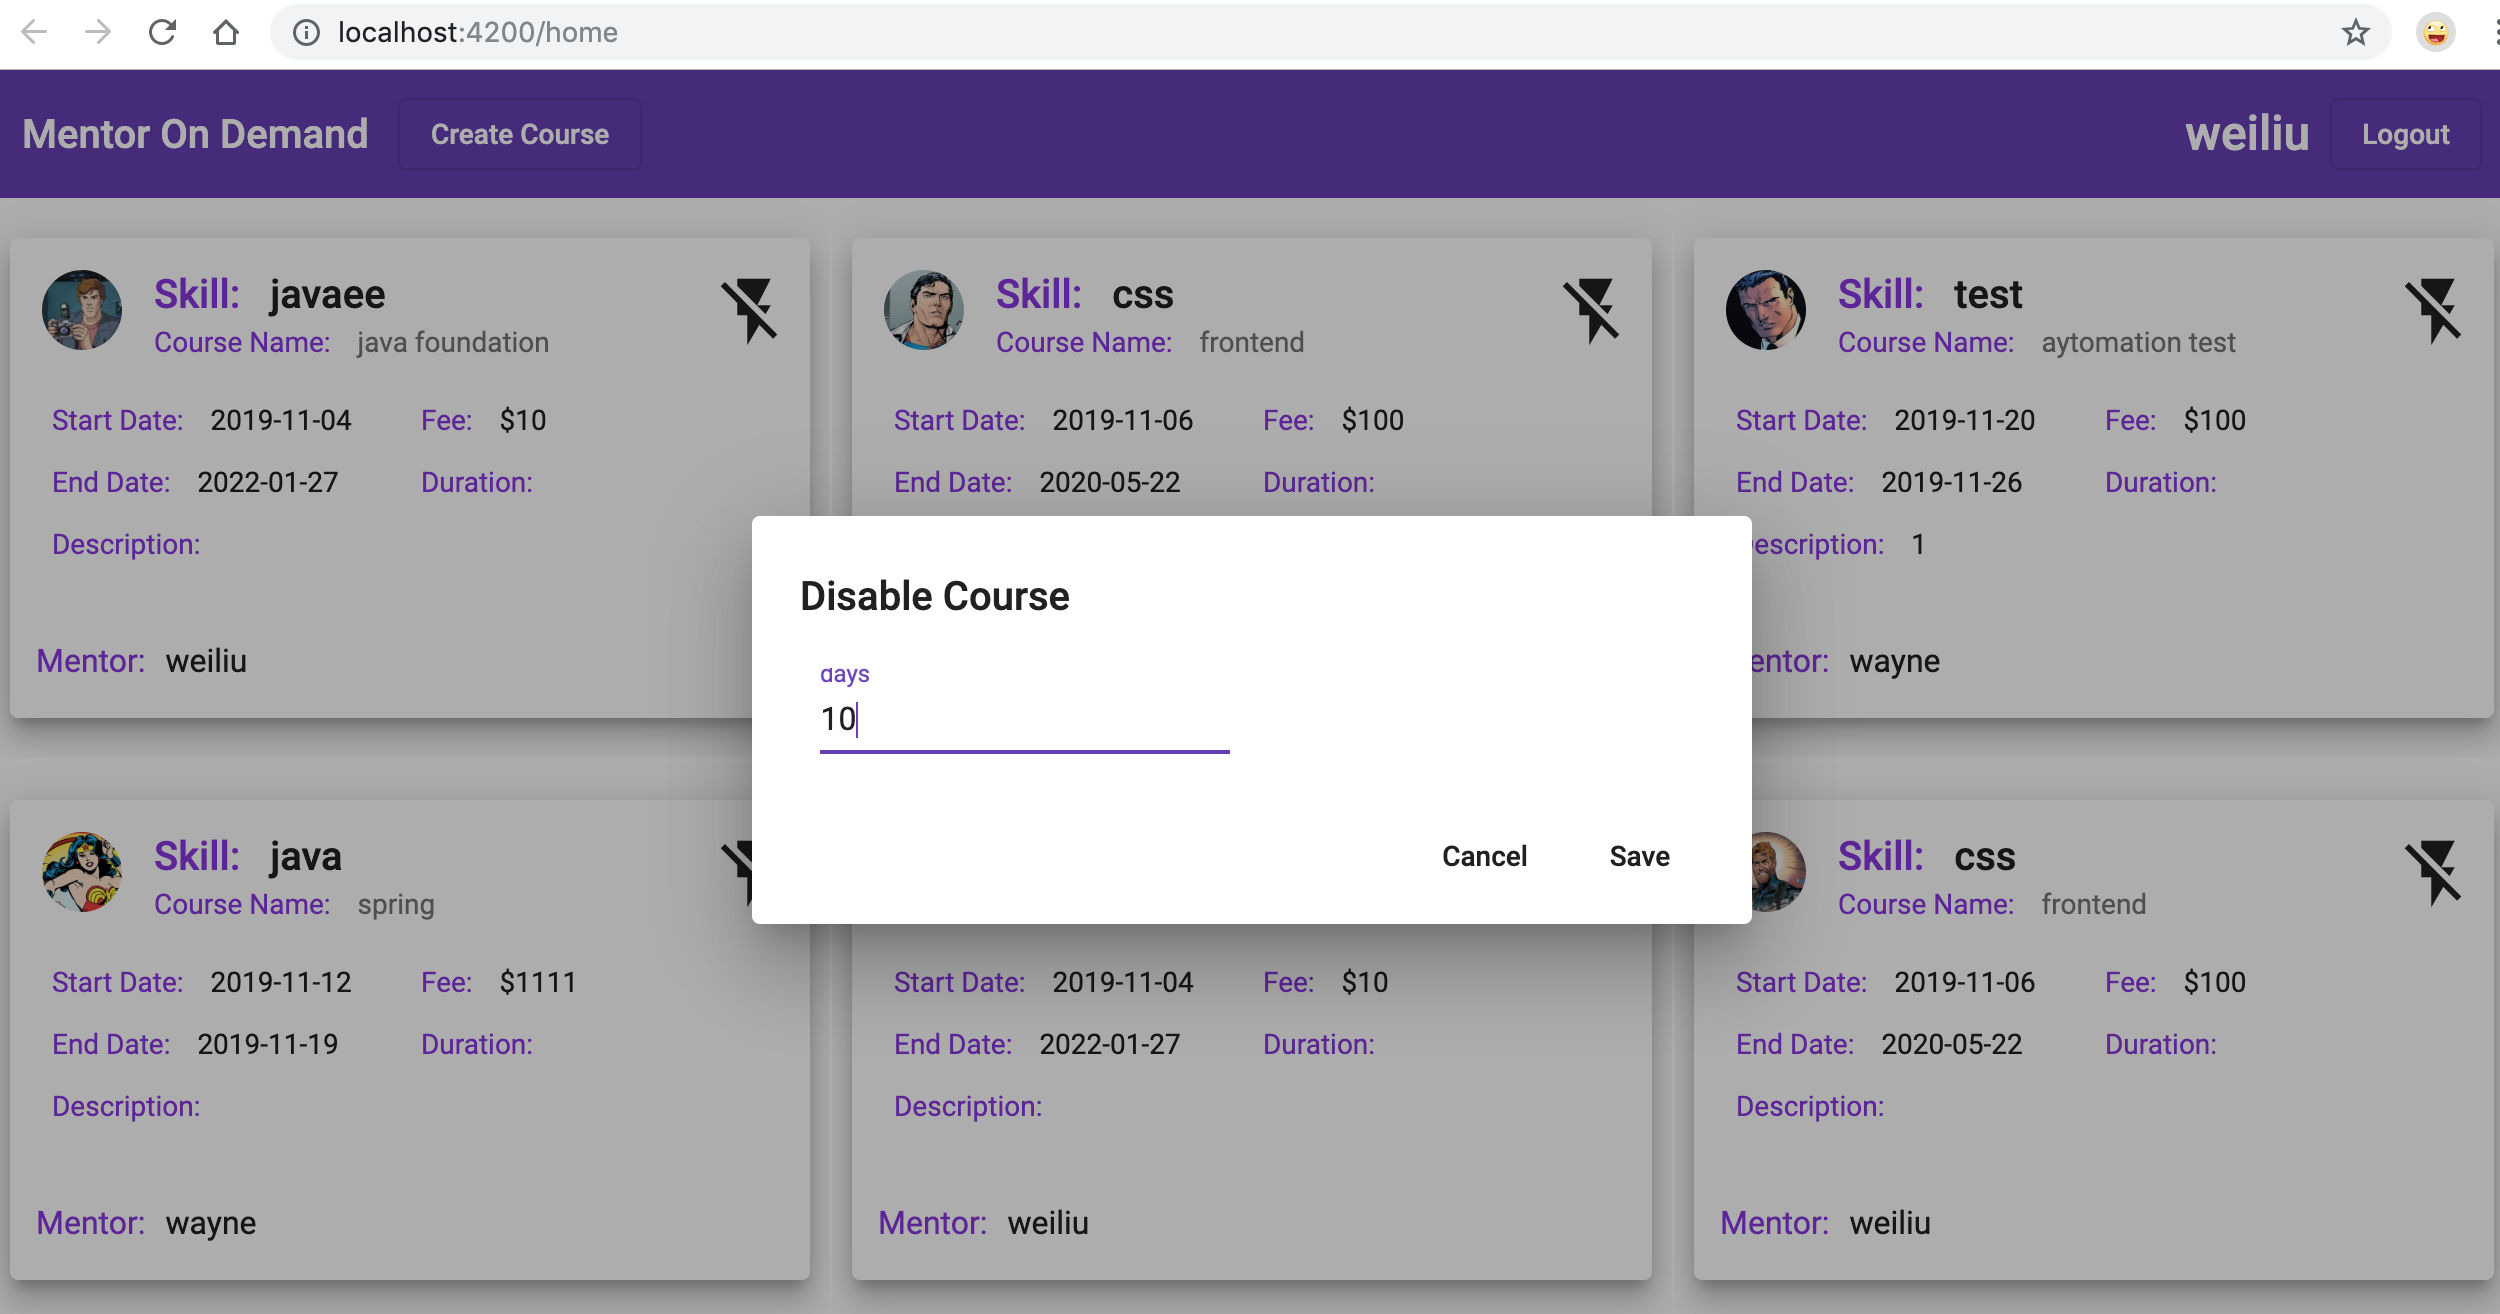 localhost:4200/home
Mentor On Demand Create Course weiliu Logout
Skill: javaee
Course Name: java foundation
Start Date: 2019-11-04 Fee: $10
End Date: 2022-01-27 Duration:
Description:
Mentor: weiliu
Skill: css
Course Name: frontend
Start Date: 2019-11-06 Fee: $100
End Date: 2020-05-22 Duration:
Skill: test
Course Name: aytomation test
Start Date: 2019-11-20 Fee: $100
End Date: 2019-11-26 Duration:
escription: 1
entor: wayne
Disable Course
days
10
Cancel Save
Skill: java
Course Name: spring
Start Date: 2019-11-12 Fee: $1111
End Date: 2019-11-19 Duration:
Description:
Mentor: wayne
Start Date: 2019-11-04 Fee: $10
End Date: 2022-01-27 Duration:
Description:
Mentor: weiliu
Skill: css
Course Name: frontend
Start Date: 2019-11-06 Fee: $100
End Date: 2020-05-22 Duration:
Description:
Mentor: weiliu